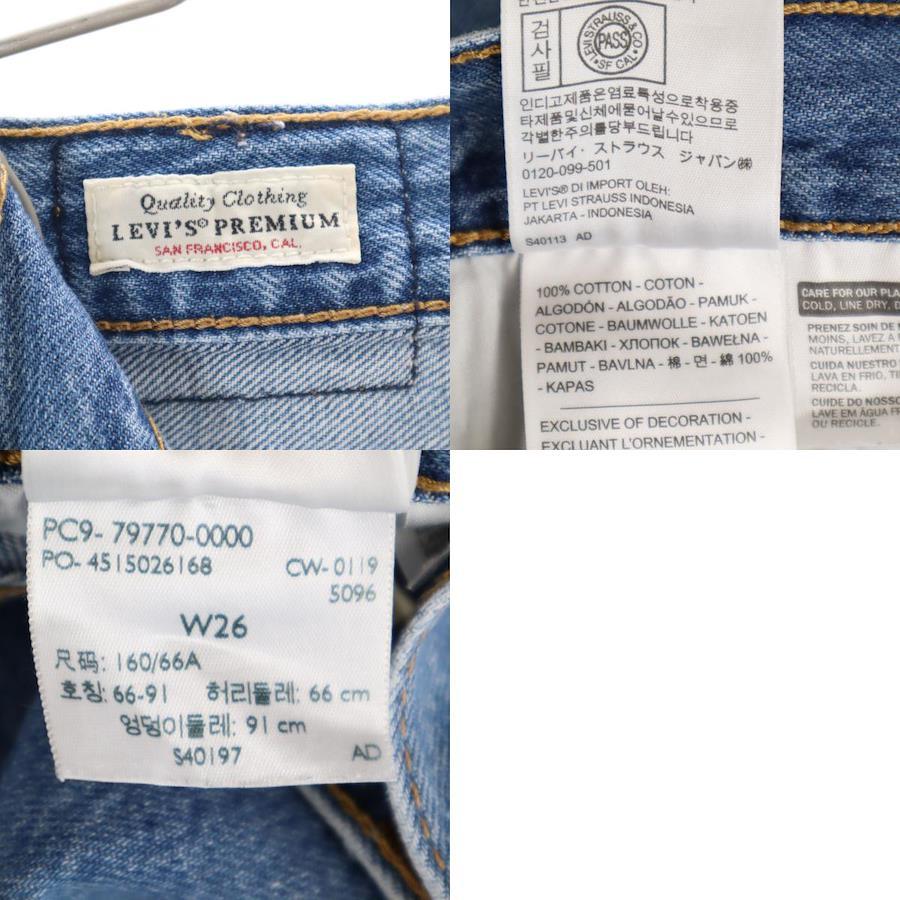 Quality Clothing
LEVI'S® PREMIUM
SAN FRANCISCO, CAL.
검사필
LEVI STRAUSS & CO
PASS
SF CAL.
인디고제품은염료특성으로착용중
타제품및신체에묻어날수있으므로
각별한주의를당부드립니다
リーバイ・ストラウス ジャパン㈱
0120-099-501
LEVI'S® DI IMPORT OLEH:
PT LEVI STRAUSS INDONESIA
JAKARTA - INDONESIA
S40113 AD
100% COTTON - COTON -
ALGODÓN - ALGODÃO - PAMUK -
COTONE - BAUMWOLLE - KATOEN
- BAMBAKI - ХЛОПОК - BAWEŁNA -
PAMUT - BAVLNA - 棉 - 면 - 綿 100%
- KAPAS
EXCLUSIVE OF DECORATION -
EXCLUANT L'ORNEMENTATION -
CARE FOR OUR PLA
COLD, LINE DRY, D
PRENEZ SOIN DE
MOINS, LAVEZ À
NATURELLEMENT
CUIDA NUESTRO
LAVA EN FRÍO, TI
RECICLA.
CUIDE DO NOSSO
LAVE EM ÁGUA FR
OU RECICLE.
PC9- 79770-0000
PO- 4515026168 CW- 0119
5096
W26
尺码: 160/66A
호칭: 66-91 허리둘레: 66 cm
엉덩이둘레: 91 cm
S40197 AD